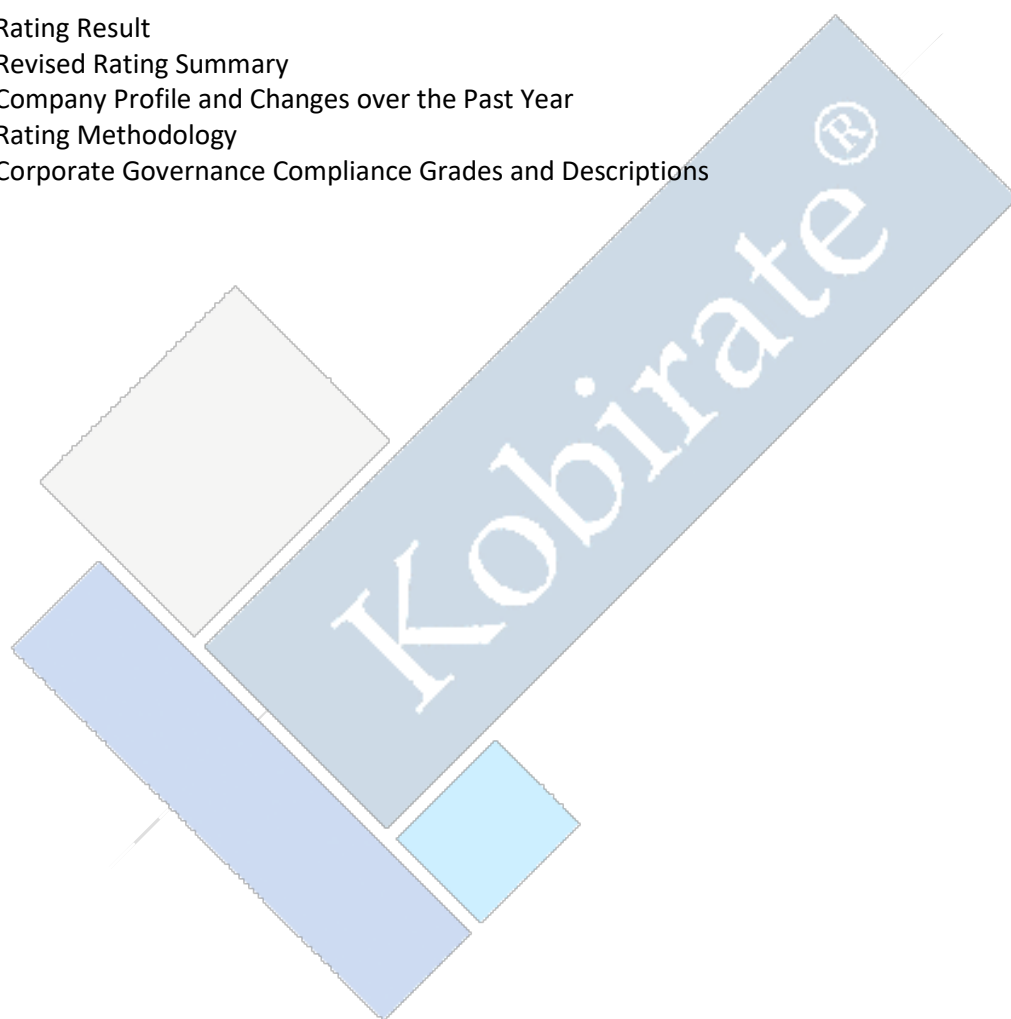 Rating Result
Revised Rating Summary
Company Profile and Changes over the Past Year
Rating Methodology
Corporate Governance Compliance Grades and Descriptions
Kobirate®